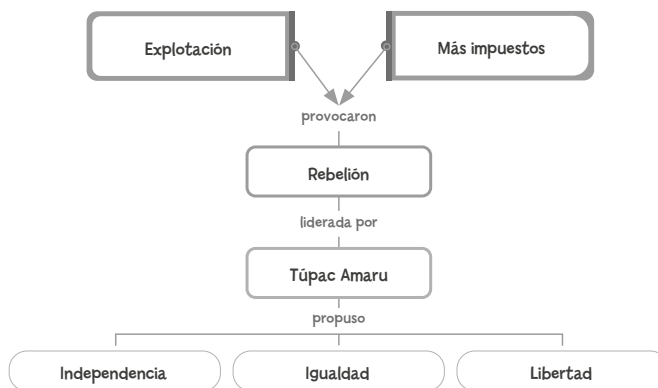 Explotación
Más impuestos
provocaron
Rebelión
liderada por
Túpac Amaru
propuso
Independencia
Igualdad
Libertad